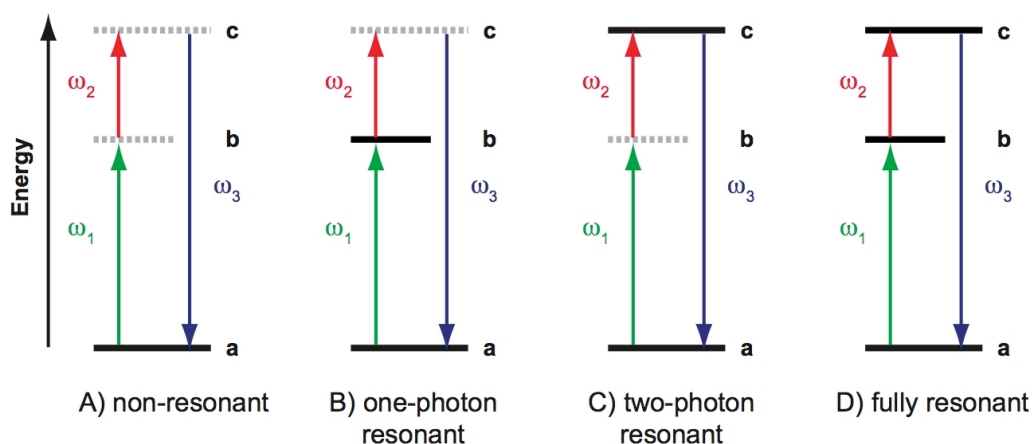 Energy
c
ω2
b
ω3
ω1
a
A) non-resonant
c
ω2
b
ω3
ω1
a
B) one-photon
resonant
c
ω2
b
ω3
ω1
a
C) two-photon
resonant
c
ω2
b
ω3
ω1
a
D) fully resonant